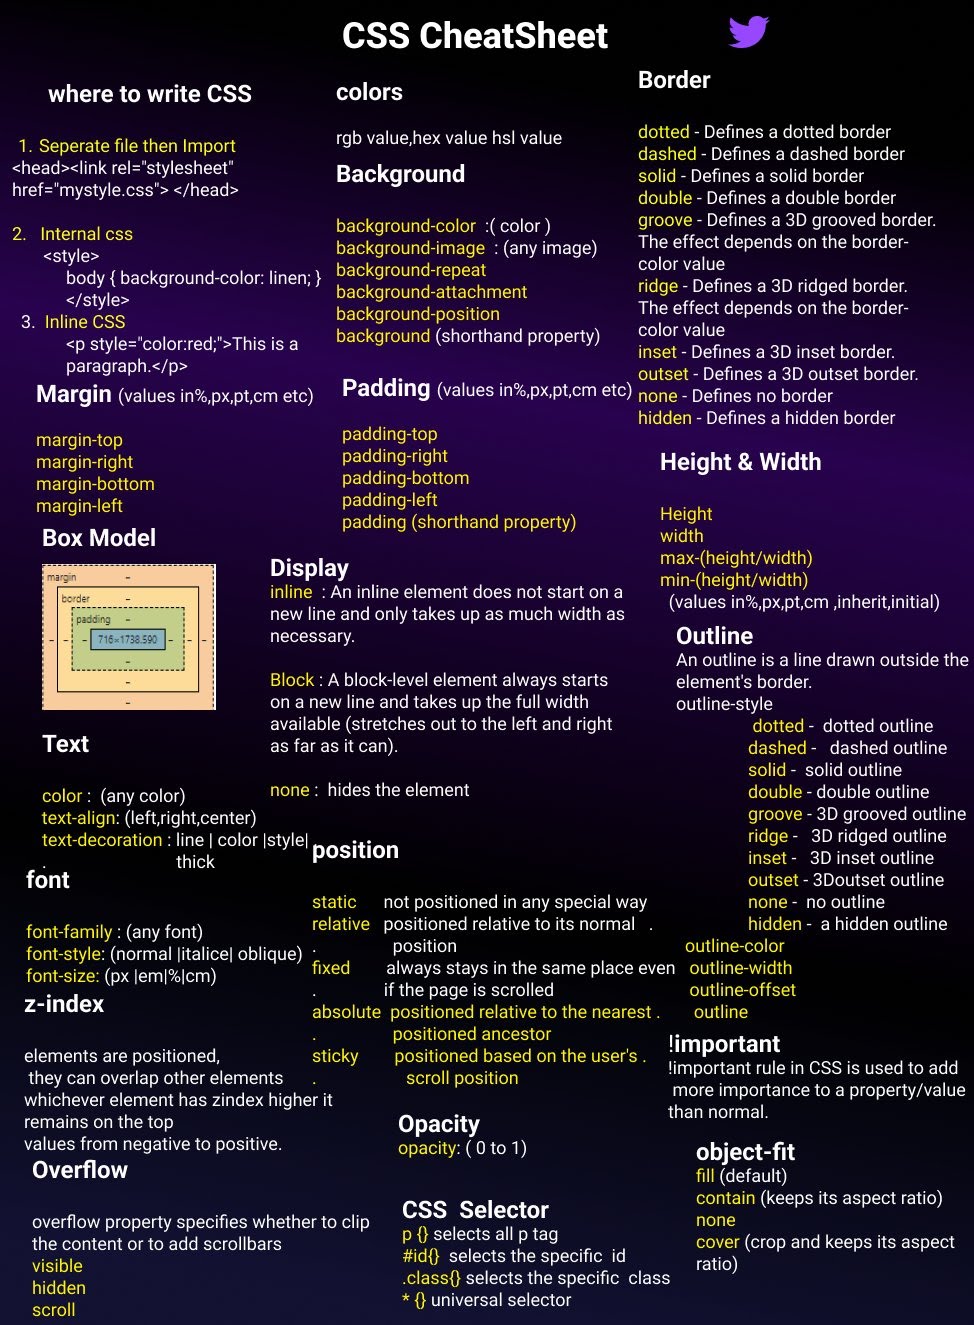 CSS CheatSheet
where to write CSS
1. Seperate file then Import
<head><link rel="stylesheet"
href="mystyle.css"> </head>
2. Internal css
<style>
body { background-color: linen; }
</style>
3. Inline CSS
<p style="color:red;">This is a
paragraph.</p>
Margin (values in%,px,pt,cm etc)
margin-top
margin-right
margin-bottom
margin-left
Box Model
margin -
border -
padding -
- - - 716×1738.590 - - -
-
-
-
Text
color : (any color)
text-align: (left,right,center)
text-decoration : line | color |style|
. thick
font
font-family : (any font)
font-style: (normal |italice| oblique)
font-size: (px |em|%|cm)
z-index
elements are positioned,
they can overlap other elements
whichever element has zindex higher it
remains on the top
values from negative to positive.
Overflow
overflow property specifies whether to clip
the content or to add scrollbars
visible
hidden
scroll
colors
rgb value,hex value hsl value
Background
background-color :( color )
background-image : (any image)
background-repeat
background-attachment
background-position
background (shorthand property)
Padding (values in%,px,pt,cm etc)
padding-top
padding-right
padding-bottom
padding-left
padding (shorthand property)
Display
inline : An inline element does not start on a
new line and only takes up as much width as
necessary.
Block : A block-level element always starts
on a new line and takes up the full width
available (stretches out to the left and right
as far as it can).
none : hides the element
position
static not positioned in any special way
relative positioned relative to its normal .
. position
fixed always stays in the same place even
. if the page is scrolled
absolute positioned relative to the nearest .
. positioned ancestor
sticky positioned based on the user's .
. scroll position
Opacity
opacity: ( 0 to 1)
CSS Selector
p {} selects all p tag
#id{} selects the specific id
.class{} selects the specific class
* {} universal selector
Border
dotted - Defines a dotted border
dashed - Defines a dashed border
solid - Defines a solid border
double - Defines a double border
groove - Defines a 3D grooved border.
The effect depends on the border-
color value
ridge - Defines a 3D ridged border.
The effect depends on the border-
color value
inset - Defines a 3D inset border.
outset - Defines a 3D outset border.
none - Defines no border
hidden - Defines a hidden border
Height & Width
Height
width
max-(height/width)
min-(height/width)
(values in%,px,pt,cm ,inherit,initial)
Outline
An outline is a line drawn outside the
element's border.
outline-style
dotted - dotted outline
dashed - dashed outline
solid - solid outline
double - double outline
groove - 3D grooved outline
ridge - 3D ridged outline
inset - 3D inset outline
outset - 3Doutset outline
none - no outline
hidden - a hidden outline
outline-color
outline-width
outline-offset
outline
!important
!important rule in CSS is used to add
more importance to a property/value
than normal.
object-fit
fill (default)
contain (keeps its aspect ratio)
none
cover (crop and keeps its aspect
ratio)